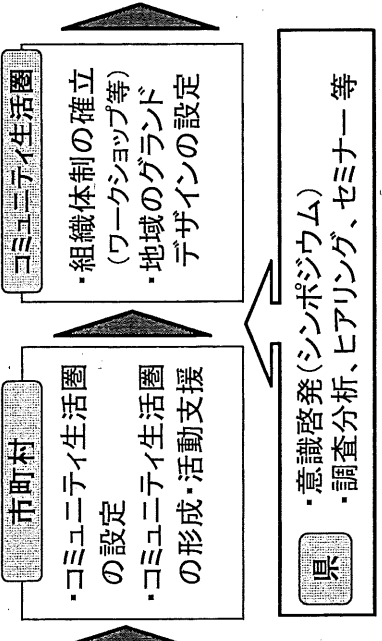 市町村
・コミュニティ生活圏
の設定
・コミュニティ生活圏
の形成・活動支援
コミュニティ生活圏
・組織体制の確立
(ワークショップ等)
・地域のグランド
デザインの設定
県
・意識啓発(シンポジウム)
・調査分析、ヒアリング、セミナー等